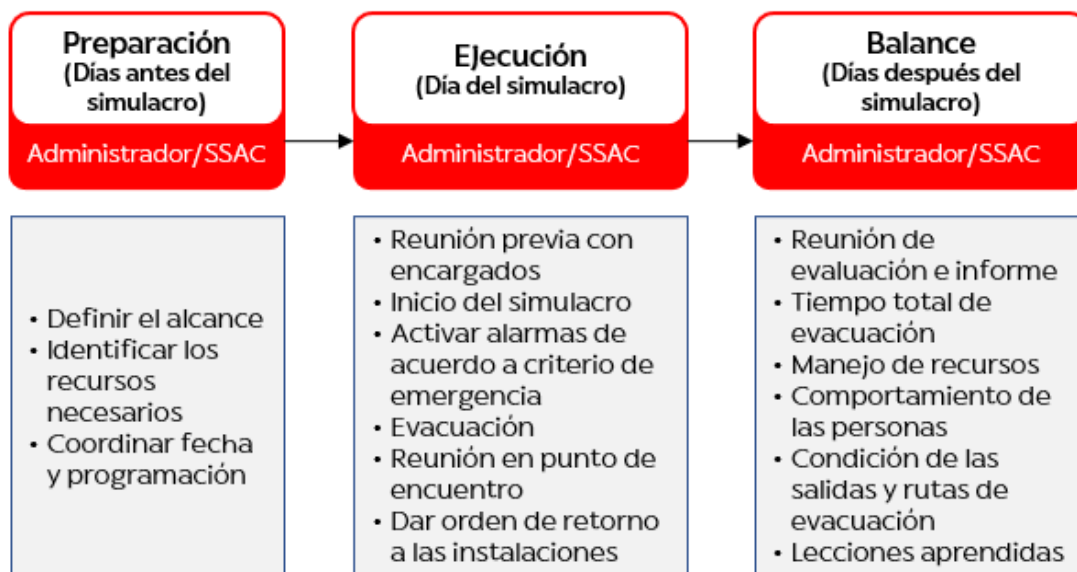 Preparación
(Días antes del
simulacro)
Administrador/SSAC
• Definir el alcance
• Identificar los
recursos
necesarios
• Coordinar fecha
y programación
Ejecución
(Día del simulacro)
Administrador/SSAC
• Reunión previa con
encargados
• Inicio del simulacro
• Activar alarmas de
acuerdo a criterio de
emergencia
• Evacuación
• Reunión en punto de
encuentro
• Dar orden de retorno
a las instalaciones
Balance
(Días después del
simulacro)
Administrador/SSAC
• Reunión de
evaluación e informe
• Tiempo total de
evacuación
• Manejo de recursos
• Comportamiento de
las personas
• Condición de las
salidas y rutas de
evacuación
• Lecciones aprendidas